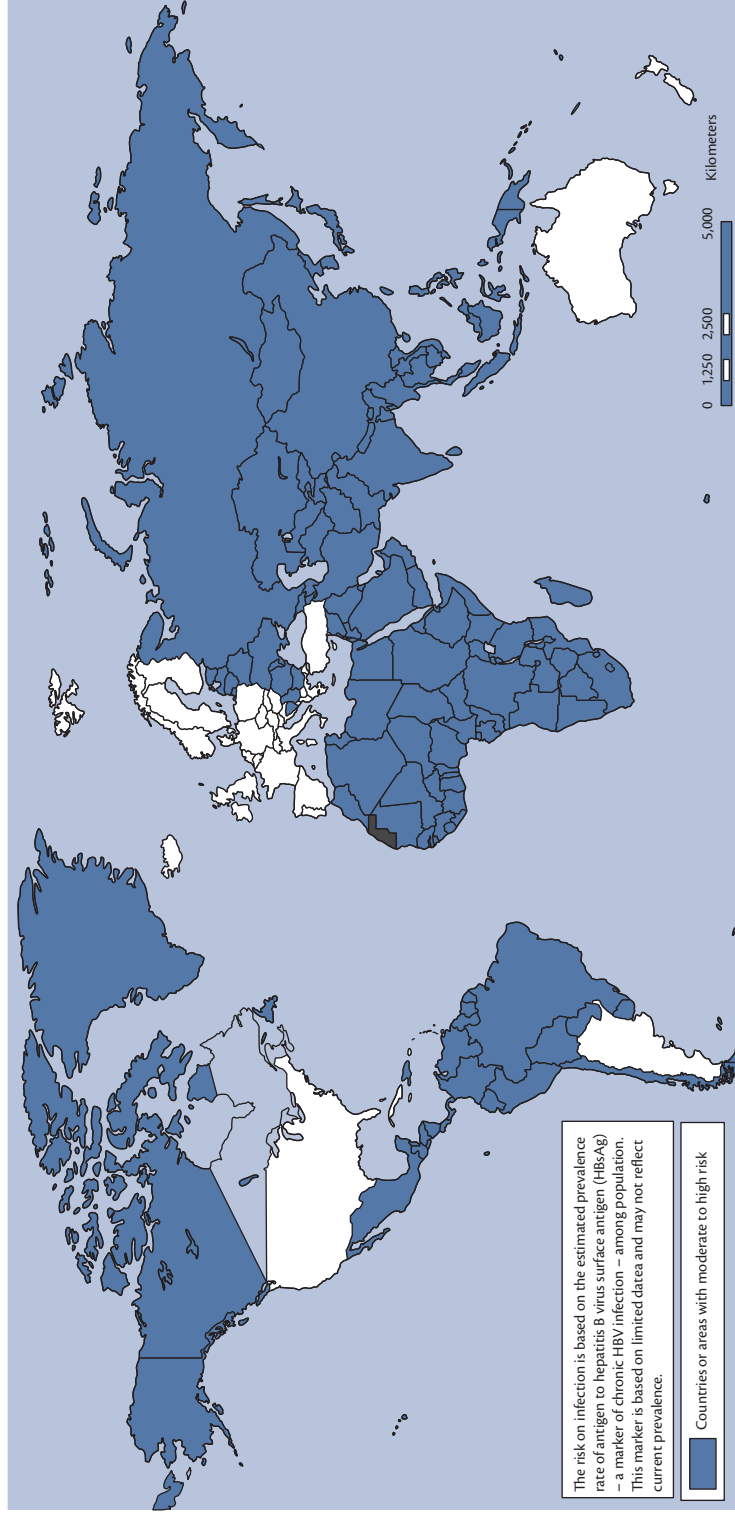 The risk on infection is based on the estimated prevalence
rate of antigen to hepatitis B virus surface antigen (HBsAg)
– a marker of chronic HBV infection – among population.
This marker is based on limited datea and may not reflect
current prevalence.
Countries or areas with moderate to high risk
0 1,250 2,500 5,000
Kilometers